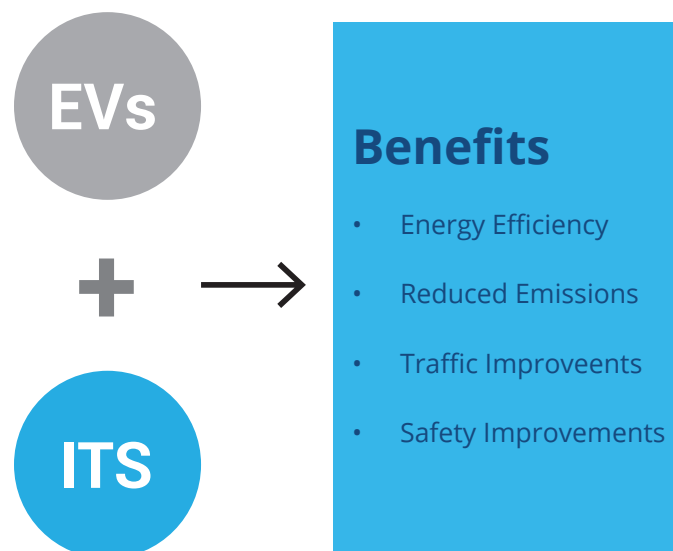 EVs
+
ITS
Benefits
• Energy Efficiency
• Reduced Emissions
• Traffic Improveents
• Safety Improvements